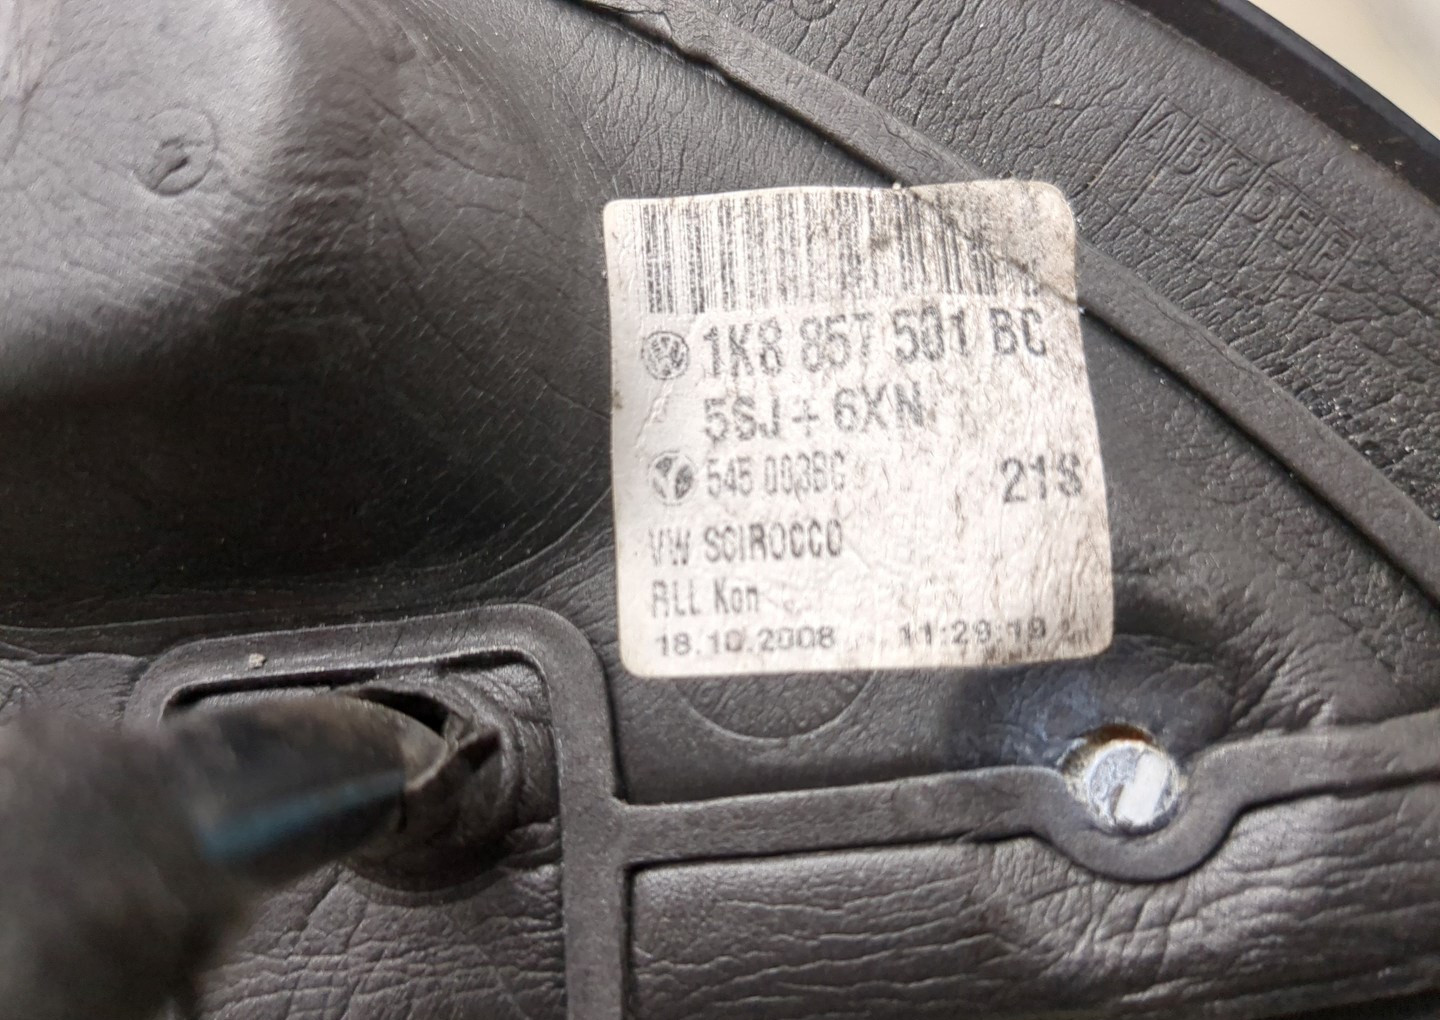 ABCDEF
1K8 857 501 BC
5SJ + 6XN
545 003BC 21S
VW SCIROCCO
ALL Kon
18.10.2008 11:29:19